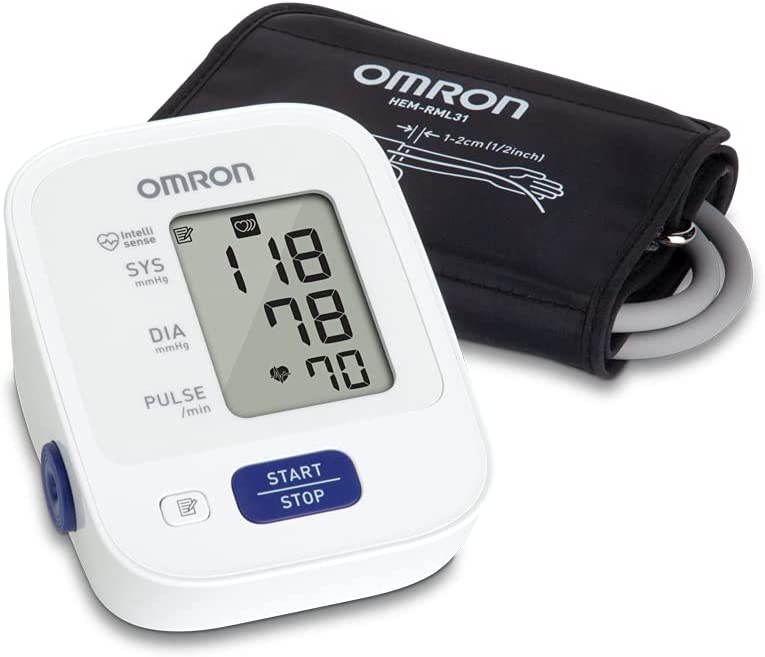 OMRON
HEM-RML31
1-2cm (1/2inch)
OMRON
intelli
sense
SYS
mmHg
118
DIA
mmHg
78
PULSE
/min
70
START
STOP